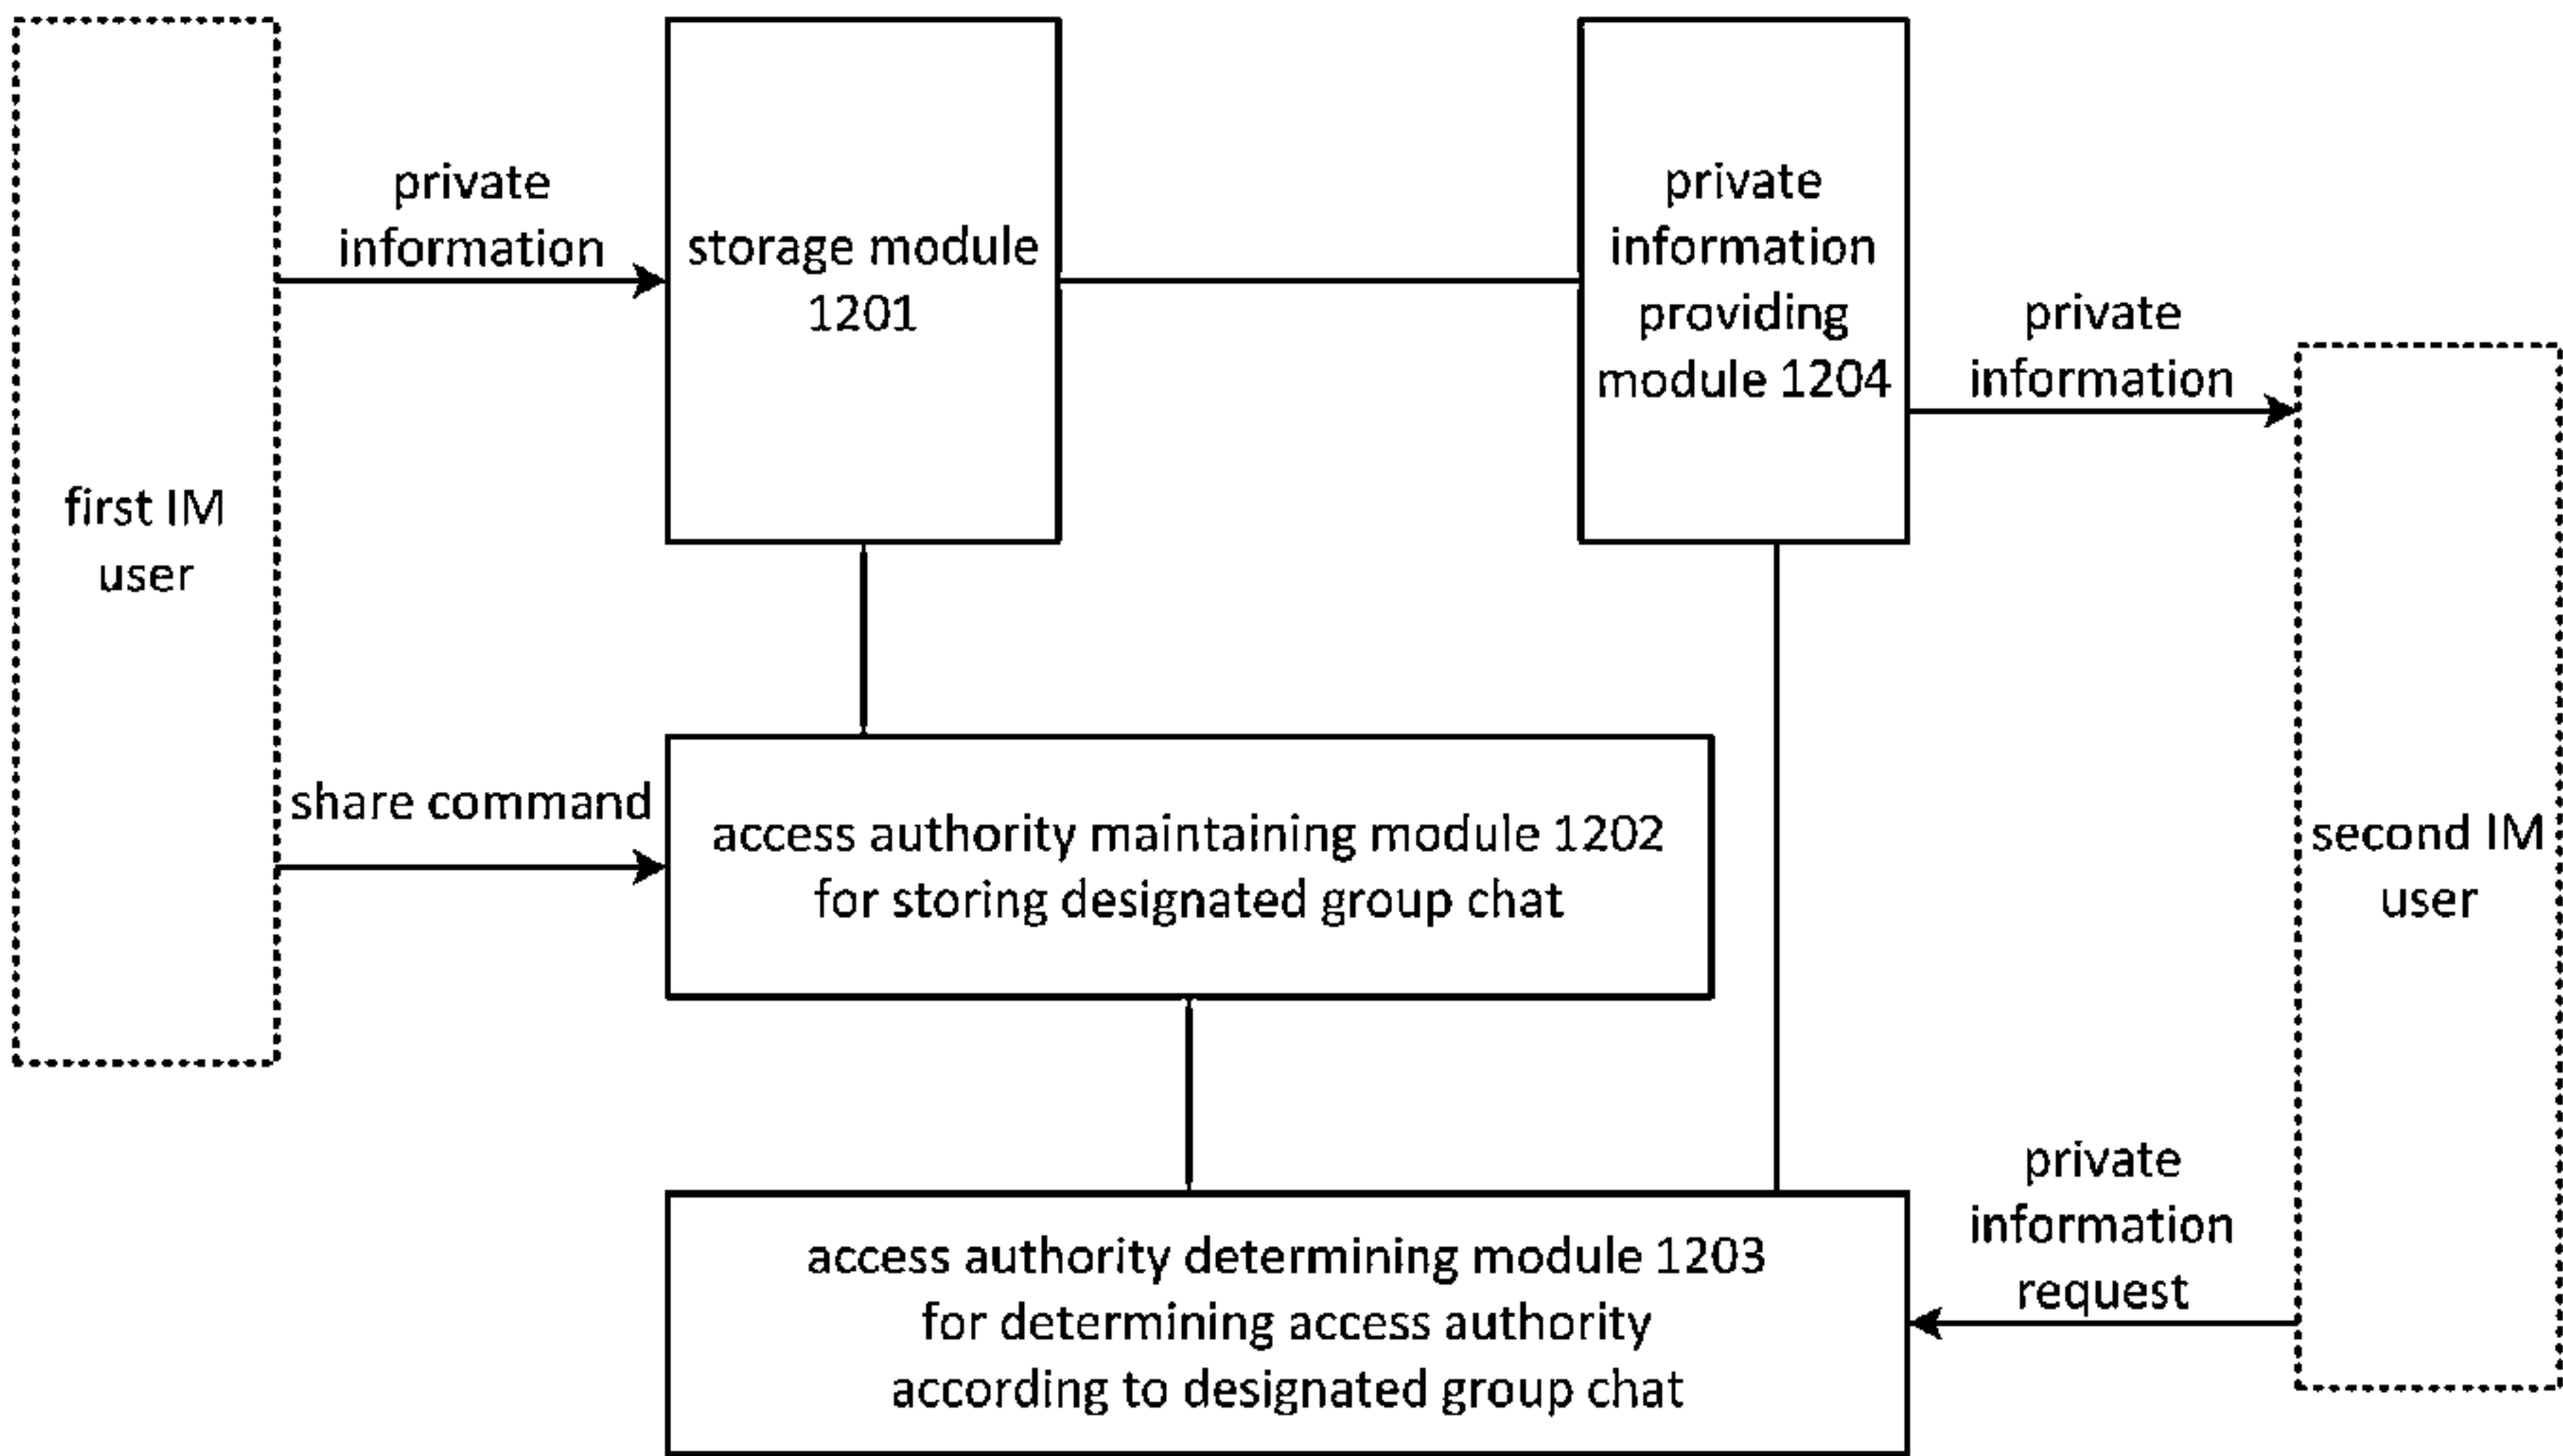 first IM
user
private
information
storage module
1201
private
information
providing
module 1204
private
information
share command
access authority maintaining module 1202
for storing designated group chat
second IM
user
access authority determining module 1203
for determining access authority
according to designated group chat
private
information
request